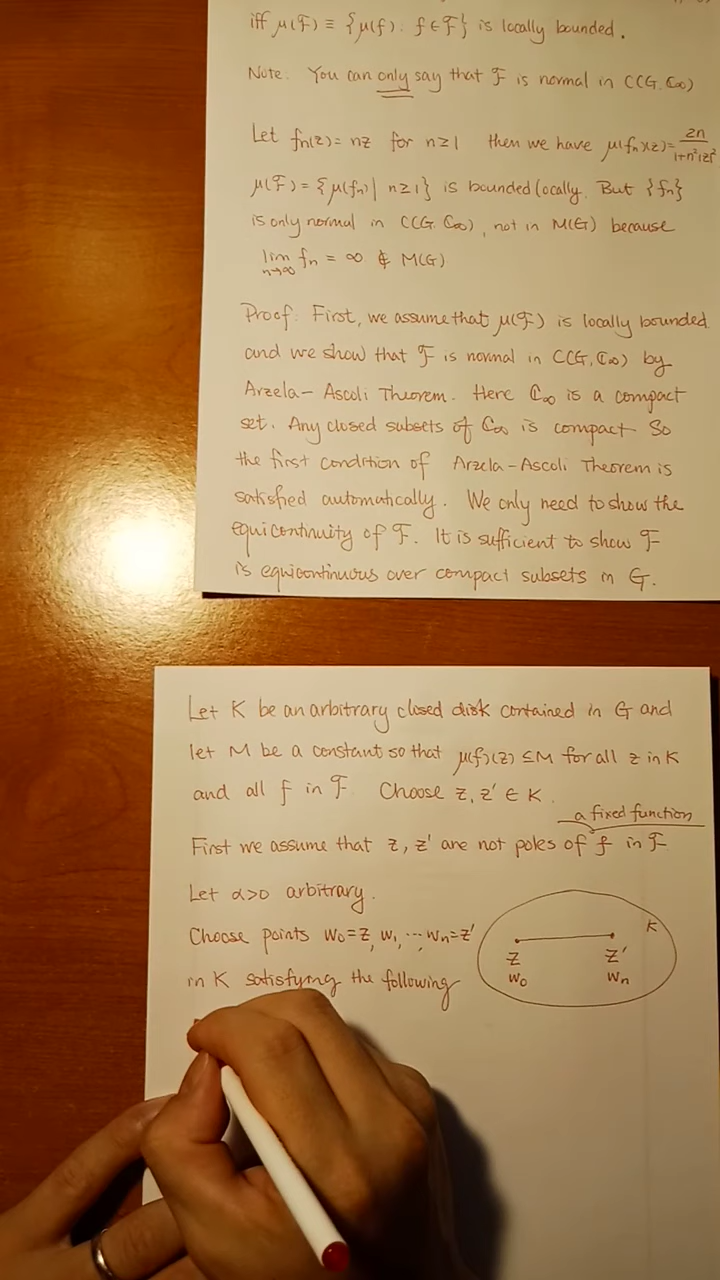 iff μ(F) ≡ {μ(f) : f ∈ F} is locally bounded.
Note: You can only say that F is normal in C(G, C∞)
Let fn(z) = nz for n≥1 then we have μ(fn)(z) = 2n / 1+n²|z|²
μ(F) = {μ(fn) | n≥1} is bounded locally. But {fn}
is only normal in C(G, C∞), not in M(G) because
lim n→∞ fn = ∞ ∉ M(G)
Proof: First, we assume that μ(F) is locally bounded
and we show that F is normal in C(G, C∞) by
Arzela-Ascoli Theorem. Here C∞ is a compact
set. Any closed subsets of C∞ is compact. So
the first condition of Arzela-Ascoli Theorem is
satisfied automatically. We only need to show the
equicontinuity of F. It is sufficient to show F
is equicontinuous over compact subsets in G.
Let K be an arbitrary closed disk contained in G and
let M be a constant so that μ(f)(z) ≤ M for all z in K
and all f in F. Choose z, z' ∈ K.
a fixed function
First we assume that z, z' are not poles of f in F
Let α>0 arbitrary.
Choose points w0=z, w1, ... wn=z'
in K satisfying the following
K
z z'
w0 wn